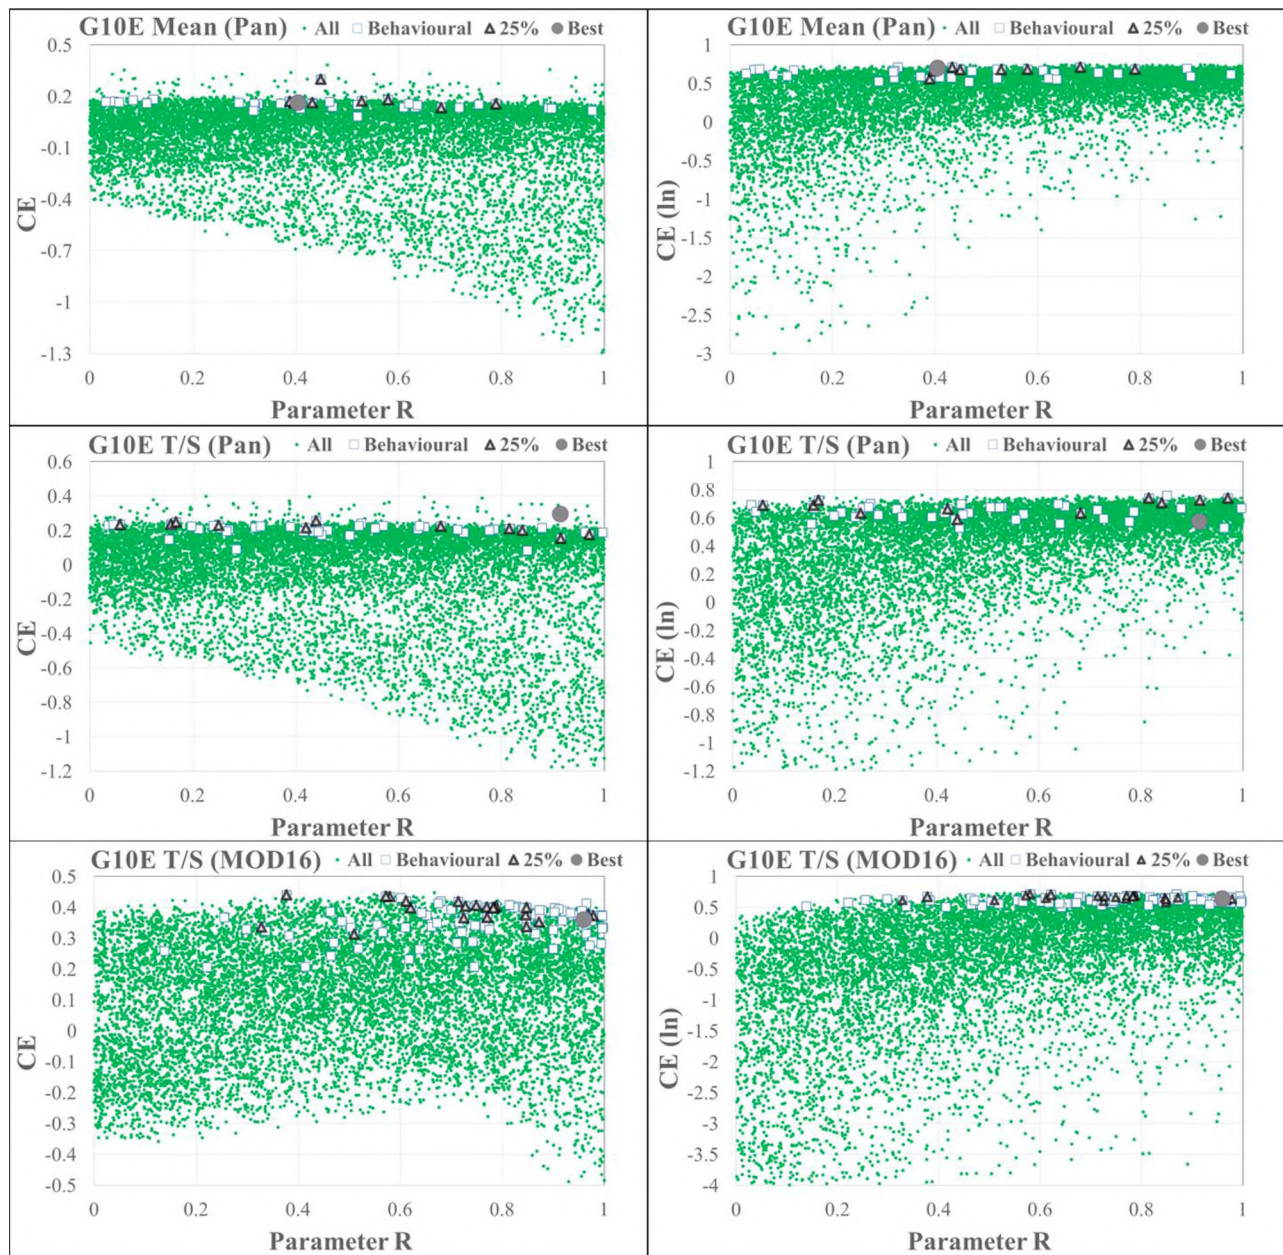 G10E Mean (Pan) All Behavioural 25% Best
0.5
0.2
-0.1
-0.4
-0.7
-1
-1.3
CE
0 0.2 0.4 0.6 0.8 1
Parameter R
G10E Mean (Pan) All Behavioural 25% Best
1
0.5
0
-0.5
-1
-1.5
-2
-2.5
-3
CE (ln)
0 0.2 0.4 0.6 0.8 1
Parameter R
G10E T/S (Pan) All Behavioural 25% Best
0.6
0.4
0.2
0
-0.2
-0.4
-0.6
-0.8
-1
-1.2
CE
0 0.2 0.4 0.6 0.8 1
Parameter R
G10E T/S (Pan) All Behavioural 25% Best
1
0.8
0.6
0.4
0.2
0
-0.2
-0.4
-0.6
-0.8
-1
-1.2
CE (ln)
0 0.2 0.4 0.6 0.8 1
Parameter R
G10E T/S (MOD16) All Behavioural 25% Best
0.5
0.4
0.3
0.2
0.1
0
-0.1
-0.2
-0.3
-0.4
-0.5
CE
0 0.2 0.4 0.6 0.8 1
Parameter R
G10E T/S (MOD16) All Behavioural 25% Best
1
0.5
0
-0.5
-1
-1.5
-2
-2.5
-3
-3.5
-4
CE (ln)
0 0.2 0.4 0.6 0.8 1
Parameter R